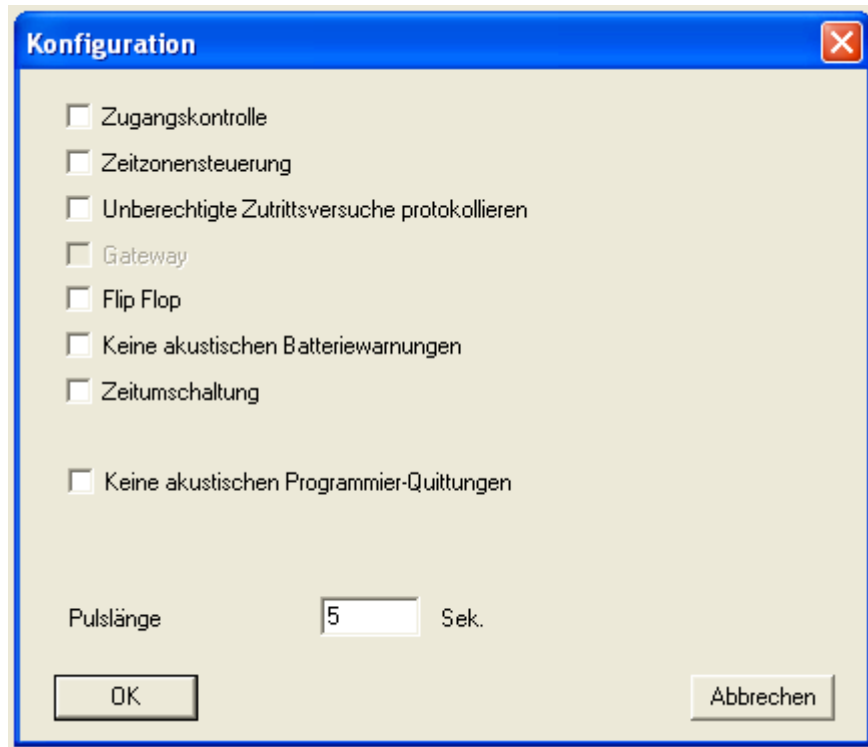 Konfiguration
Zugangskontrolle
Zeitzonensteuerung
Unberechtigte Zutrittsversuche protokollieren
Gateway
Flip Flop
Keine akustischen Batteriewarnungen
Zeitumschaltung
Keine akustischen Programmier-Quittungen
Pulslänge 5 Sek.
OK Abbrechen